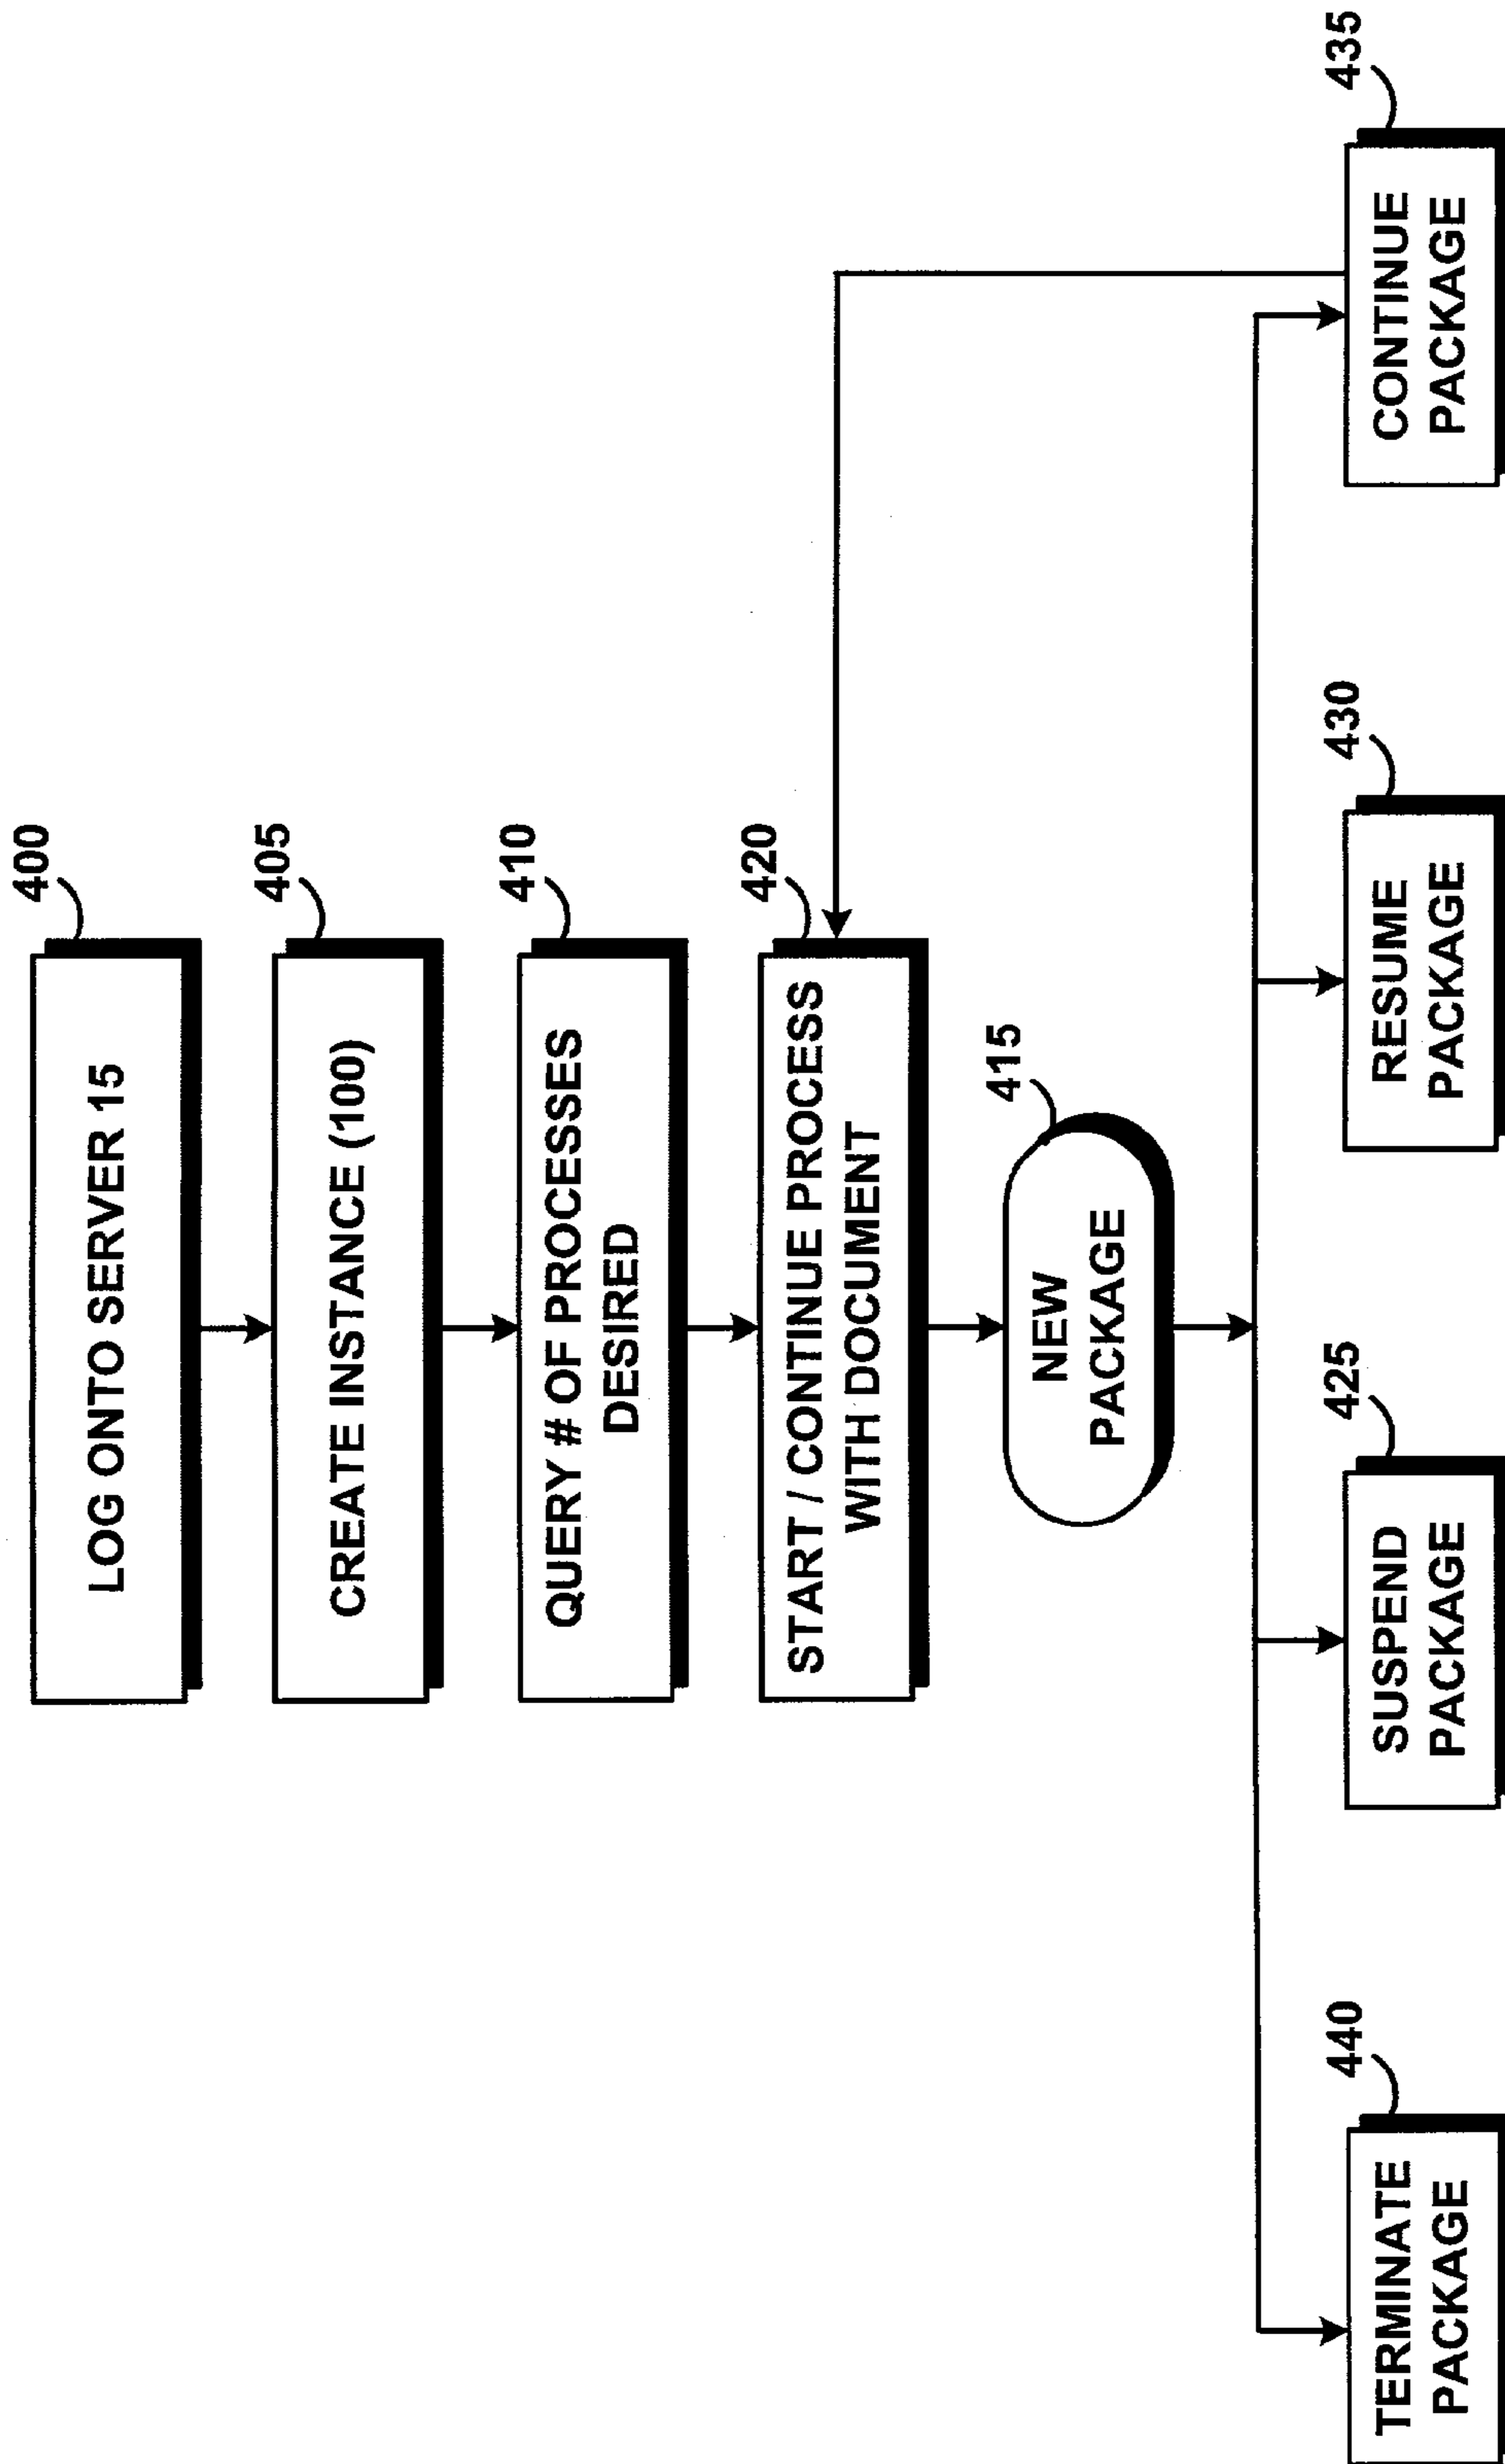 400
LOG ONTO SERVER 15
405
CREATE INSTANCE (100)
410
QUERY # OF PROCESSES
DESIRED
420
START / CONTINUE PROCESS
WITH DOCUMENT
415
NEW
PACKAGE
440
TERMINATE
PACKAGE
425
SUSPEND
PACKAGE
430
RESUME
PACKAGE
435
CONTINUE
PACKAGE